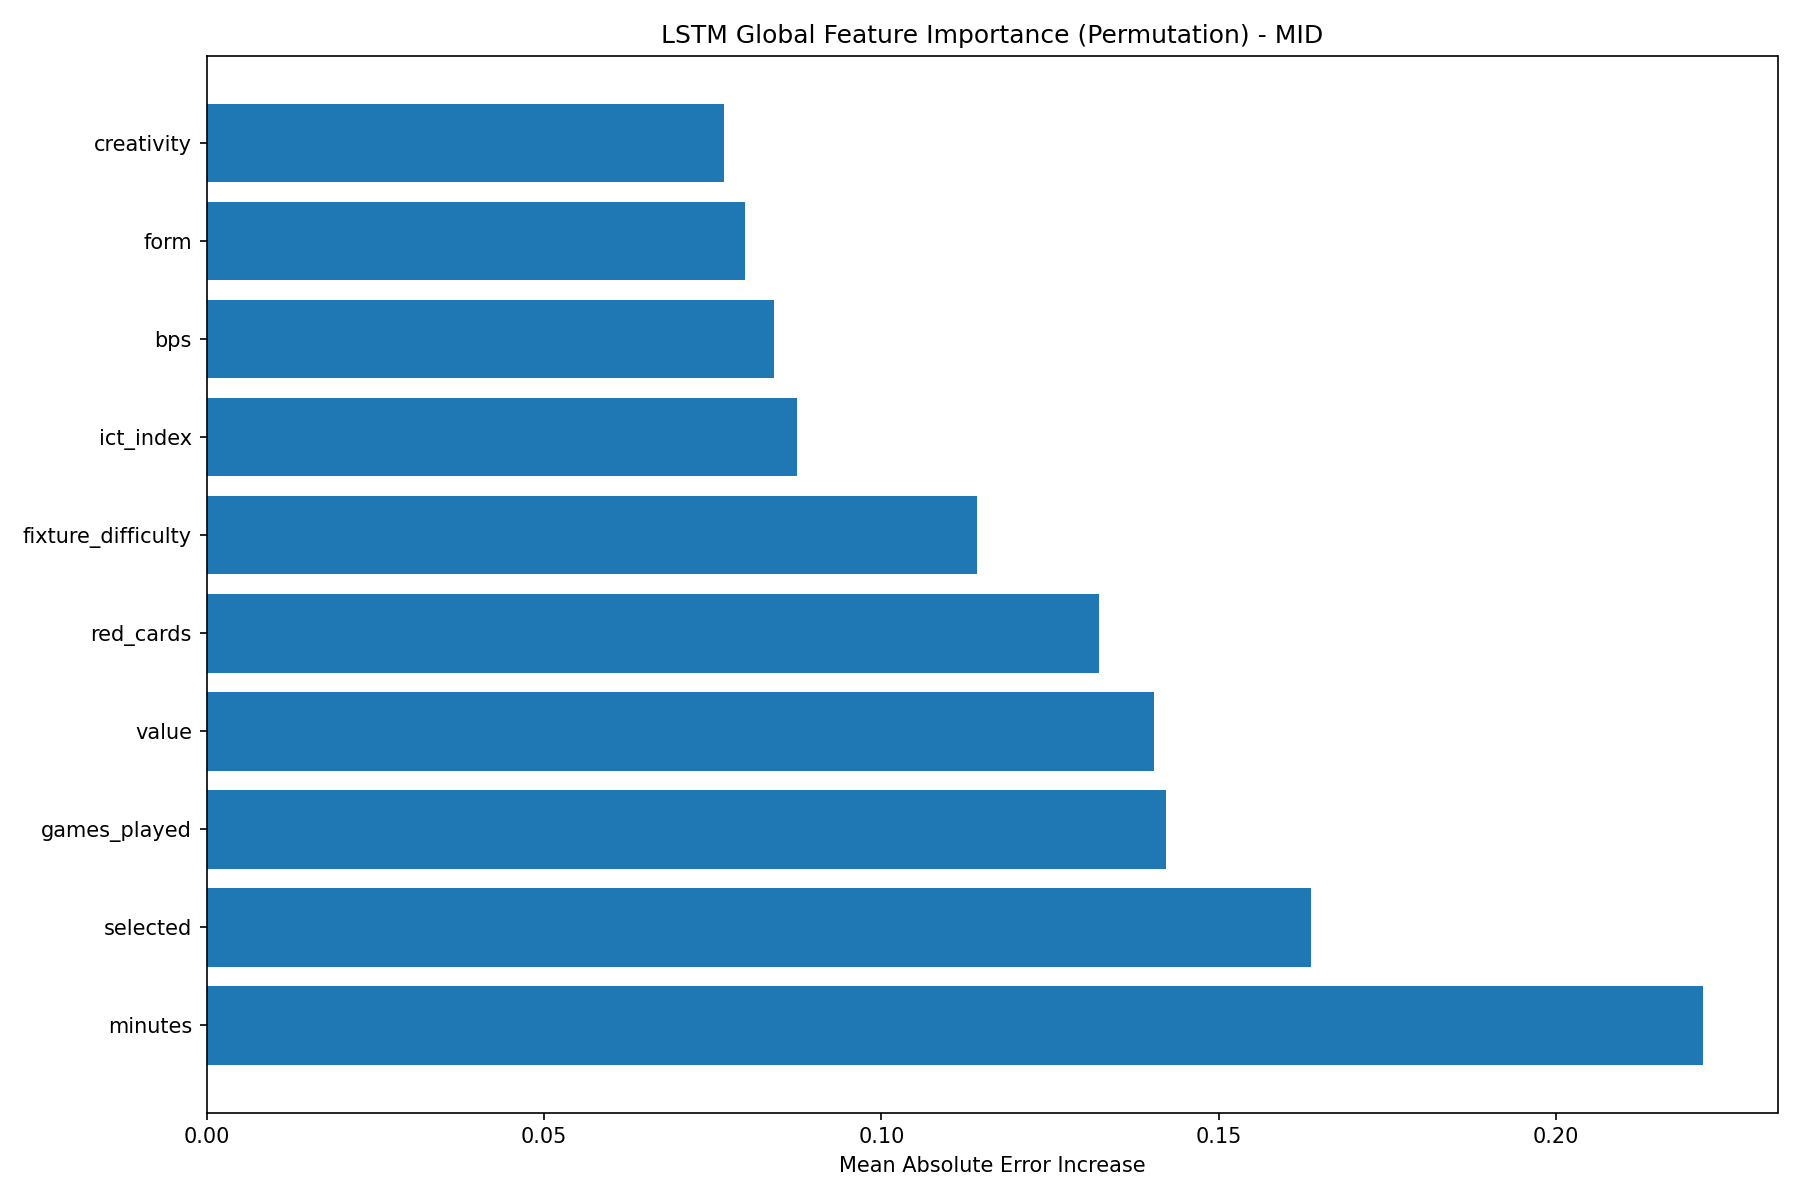 LSTM Global Feature Importance (Permutation) - MID
creativity
form
bps
ict_index
fixture_difficulty
red_cards
value
games_played
selected
minutes
0.00 0.05 0.10 0.15 0.20
Mean Absolute Error Increase